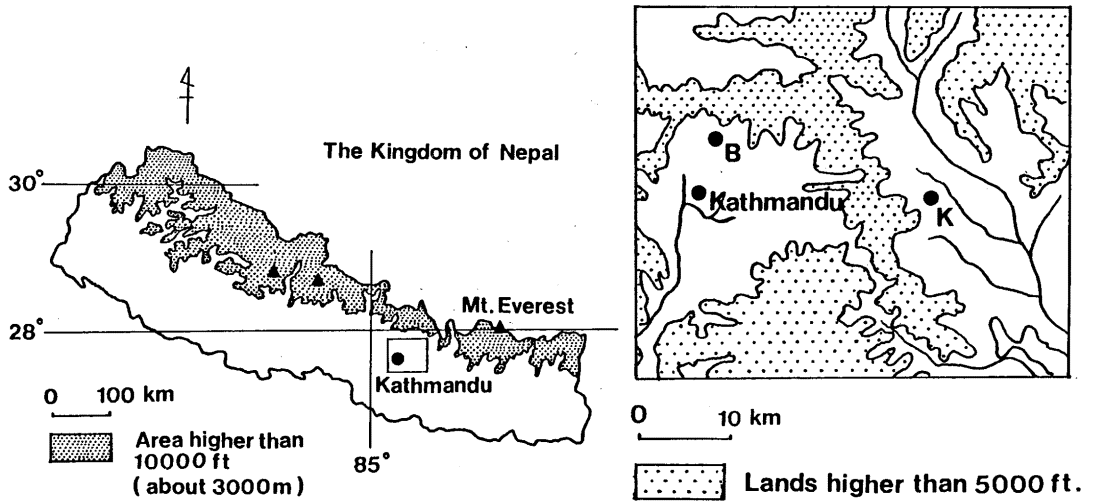 The Kingdom of Nepal
30°
Mt. Everest
28°
Kathmandu
0 100 km
Area higher than
10000 ft
( about 3000 m )
85°
B
Kathmandu
K
0 10 km
Lands higher than 5000 ft.